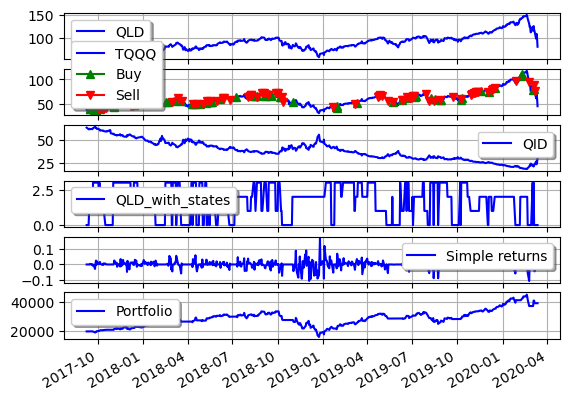 150
QLD
100
TQQQ
100
Buy
50
Sell
50
QID
25
2.5
QLD_with_states
0.0
0.1
Simple returns
0.0
−0.1
40000
Portfolio
20000
2017-10 2018-01 2018-04 2018-07 2018-10 2019-01 2019-04 2019-07 2019-10 2020-01 2020-04